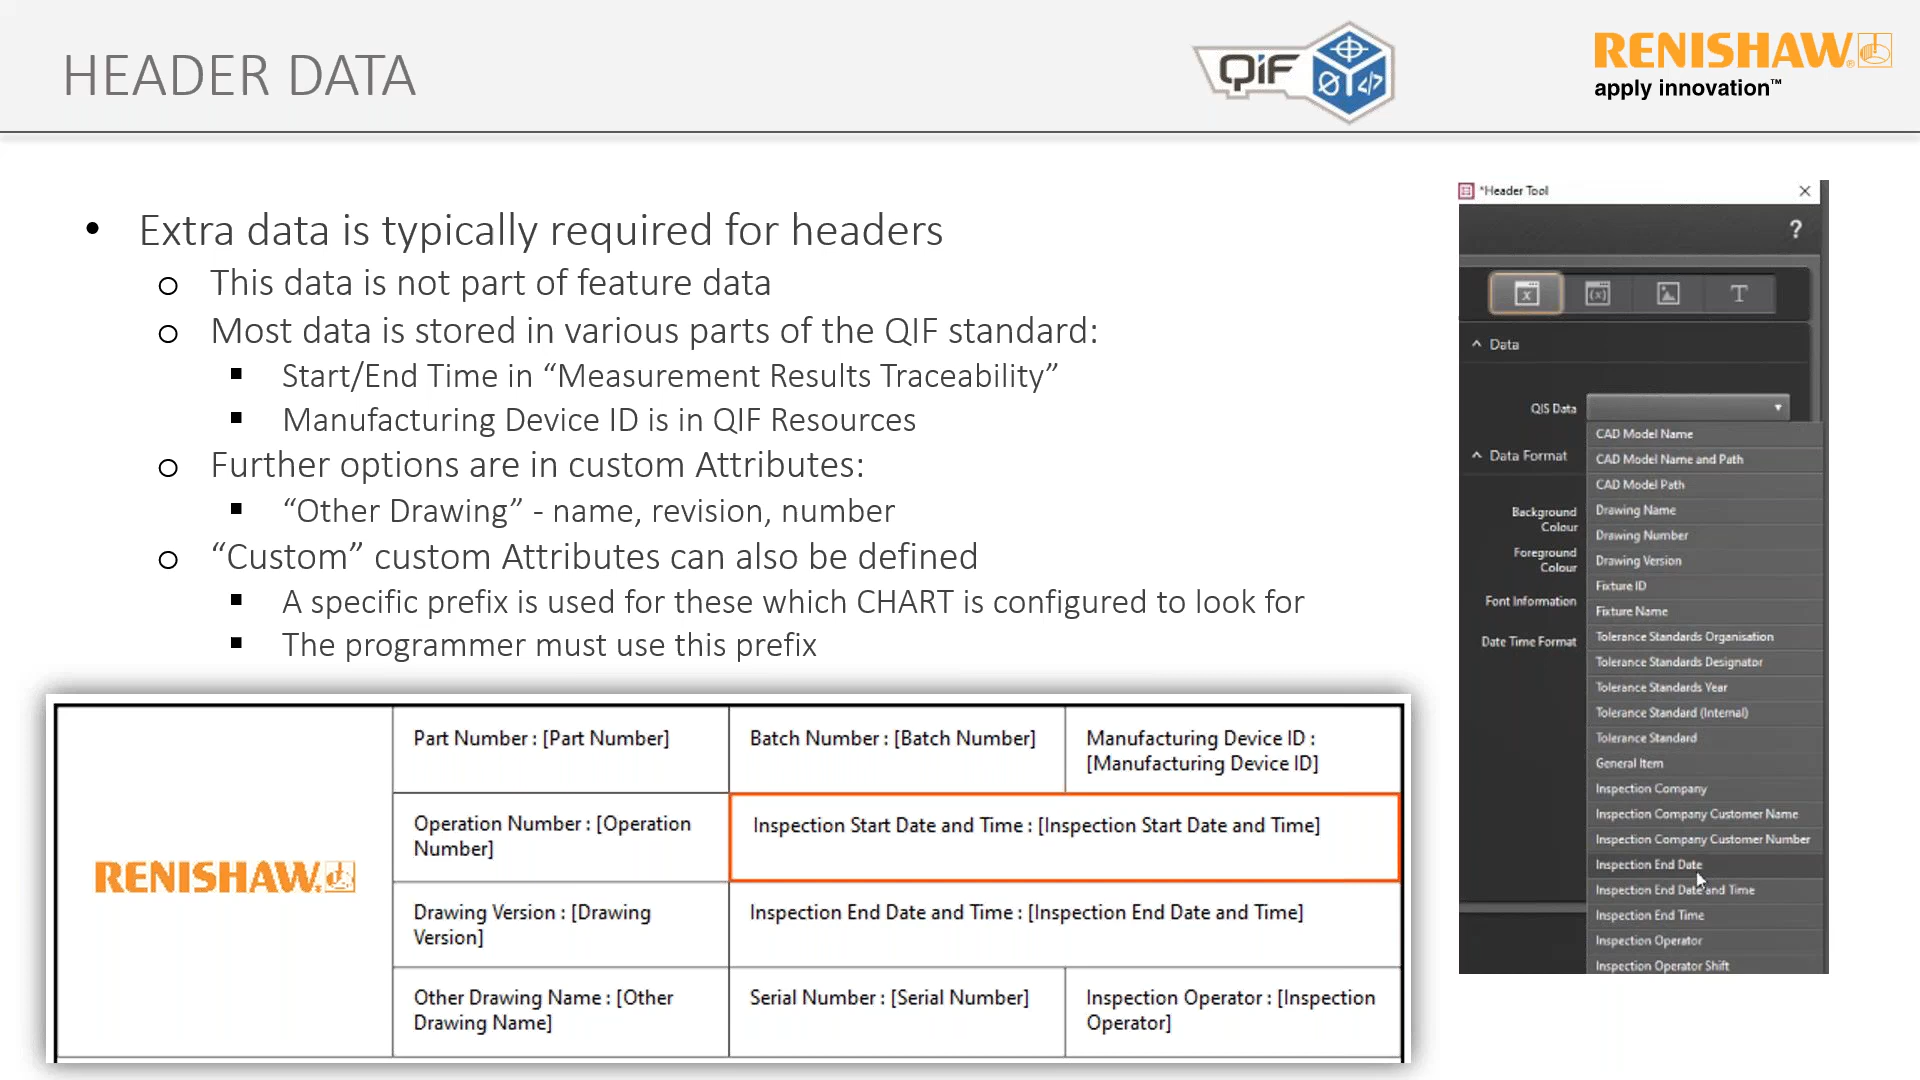 HEADER DATA
QIF
RENISHAW
apply innovation™
• Extra data is typically required for headers
o This data is not part of feature data
o Most data is stored in various parts of the QIF standard:
▪ Start/End Time in “Measurement Results Traceability”
▪ Manufacturing Device ID is in QIF Resources
o Further options are in custom Attributes:
▪ “Other Drawing” - name, revision, number
o “Custom” custom Attributes can also be defined
▪ A specific prefix is used for these which CHART is configured to look for
▪ The programmer must use this prefix
RENISHAW
Part Number : [Part Number]
Batch Number : [Batch Number]
Manufacturing Device ID :
[Manufacturing Device ID]
Operation Number : [Operation
Number]
Inspection Start Date and Time : [Inspection Start Date and Time]
Drawing Version : [Drawing
Version]
Inspection End Date and Time : [Inspection End Date and Time]
Other Drawing Name : [Other
Drawing Name]
Serial Number : [Serial Number]
Inspection Operator : [Inspection
Operator]
*Header Tool
?
x
(x)
T
Data
QIS Data
Data Format
Background
Colour
Foreground
Colour
Font Information
Date Time Format
CAD Model Name
CAD Model Name and Path
CAD Model Path
Drawing Name
Drawing Number
Drawing Version
Fixture ID
Fixture Name
Tolerance Standards Organisation
Tolerance Standards Designator
Tolerance Standards Year
Tolerance Standard (Internal)
Tolerance Standard
General Item
Inspection Company
Inspection Company Customer Name
Inspection Company Customer Number
Inspection End Date
Inspection End Date and Time
Inspection End Time
Inspection Operator
Inspection Operator Shift